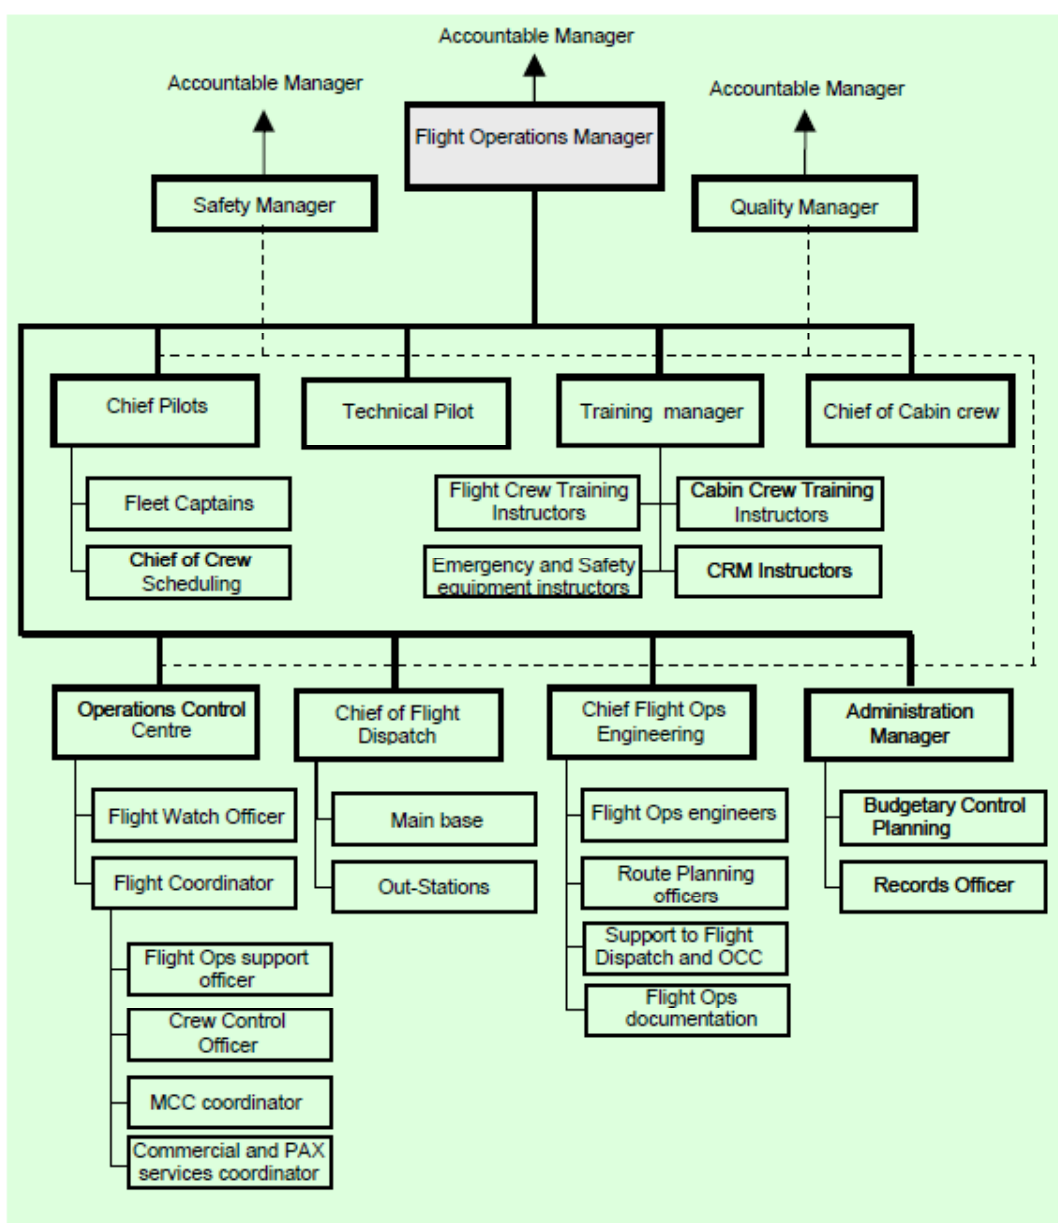 Accountable Manager
Accountable Manager
Accountable Manager
Flight Operations Manager
Safety Manager
Quality Manager
Chief Pilots
Technical Pilot
Training manager
Chief of Cabin crew
Fleet Captains
Flight Crew Training
Instructors
Cabin Crew Training
Instructors
Chief of Crew
Scheduling
Emergency and Safety
equipment instructors
CRM Instructors
Operations Control
Centre
Chief of Flight
Dispatch
Chief Flight Ops
Engineering
Administration
Manager
Flight Watch Officer
Main base
Flight Ops engineers
Budgetary Control
Planning
Flight Coordinator
Out-Stations
Route Planning
officers
Records Officer
Flight Ops support
officer
Support to Flight
Dispatch and OCC
Crew Control
Officer
Flight Ops
documentation
MCC coordinator
Commercial and PAX
services coordinator